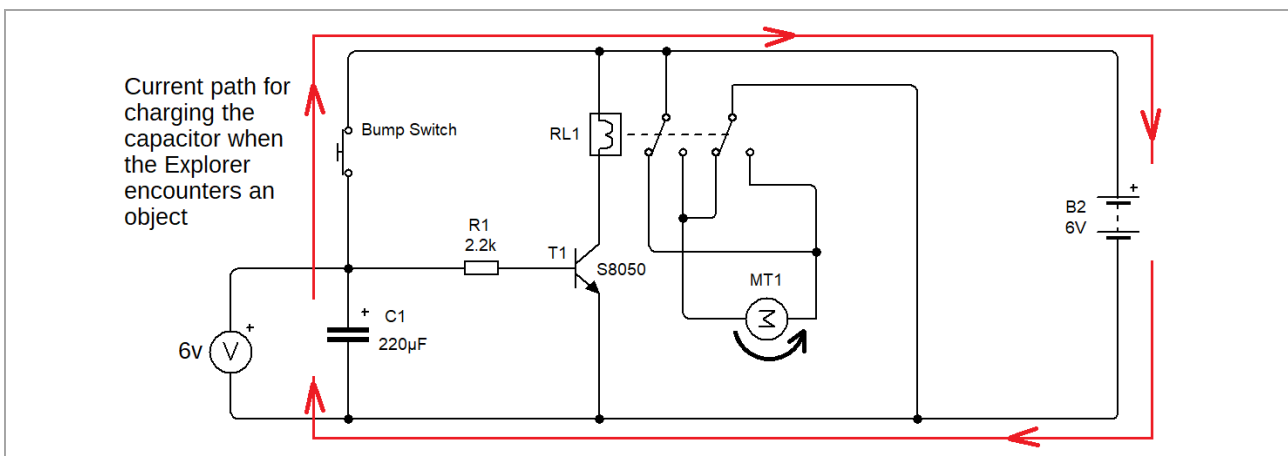 Current path for
charging the
capacitor when
the Explorer
encounters an
object
Bump Switch
RL1
R1
2.2k
T1
S8050
MT1
M
B2
6V
+
+
C1
220µF
+
6v
V